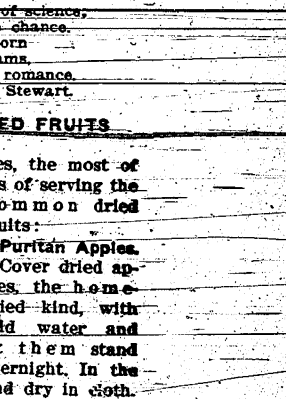 of science,
chance.
orn
ams,
romance.
Stewart.
ED FRUITS
es, the most of
s of serving the
ommon dried
uits:
Puritan Apples.
Cover dried ap-
es, the home-
ied kind, with
ld water and
t them stand
ernight. In the
nd dry in cloth.